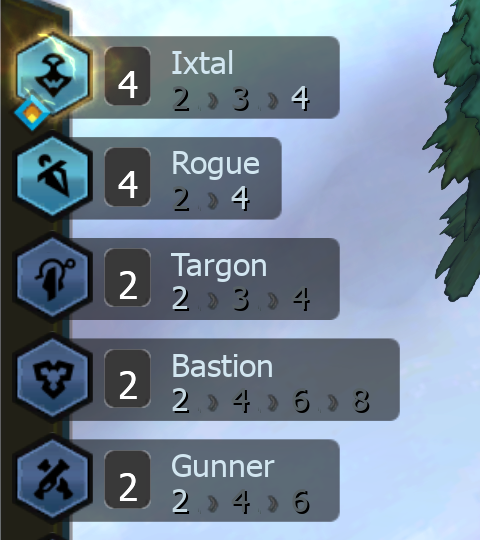 Ixtal
4
2 › 3 › 4
Rogue
4
2 › 4
Targon
2
2 › 3 › 4
Bastion
2
2 › 4 › 6 › 8
Gunner
2
2 › 4 › 6